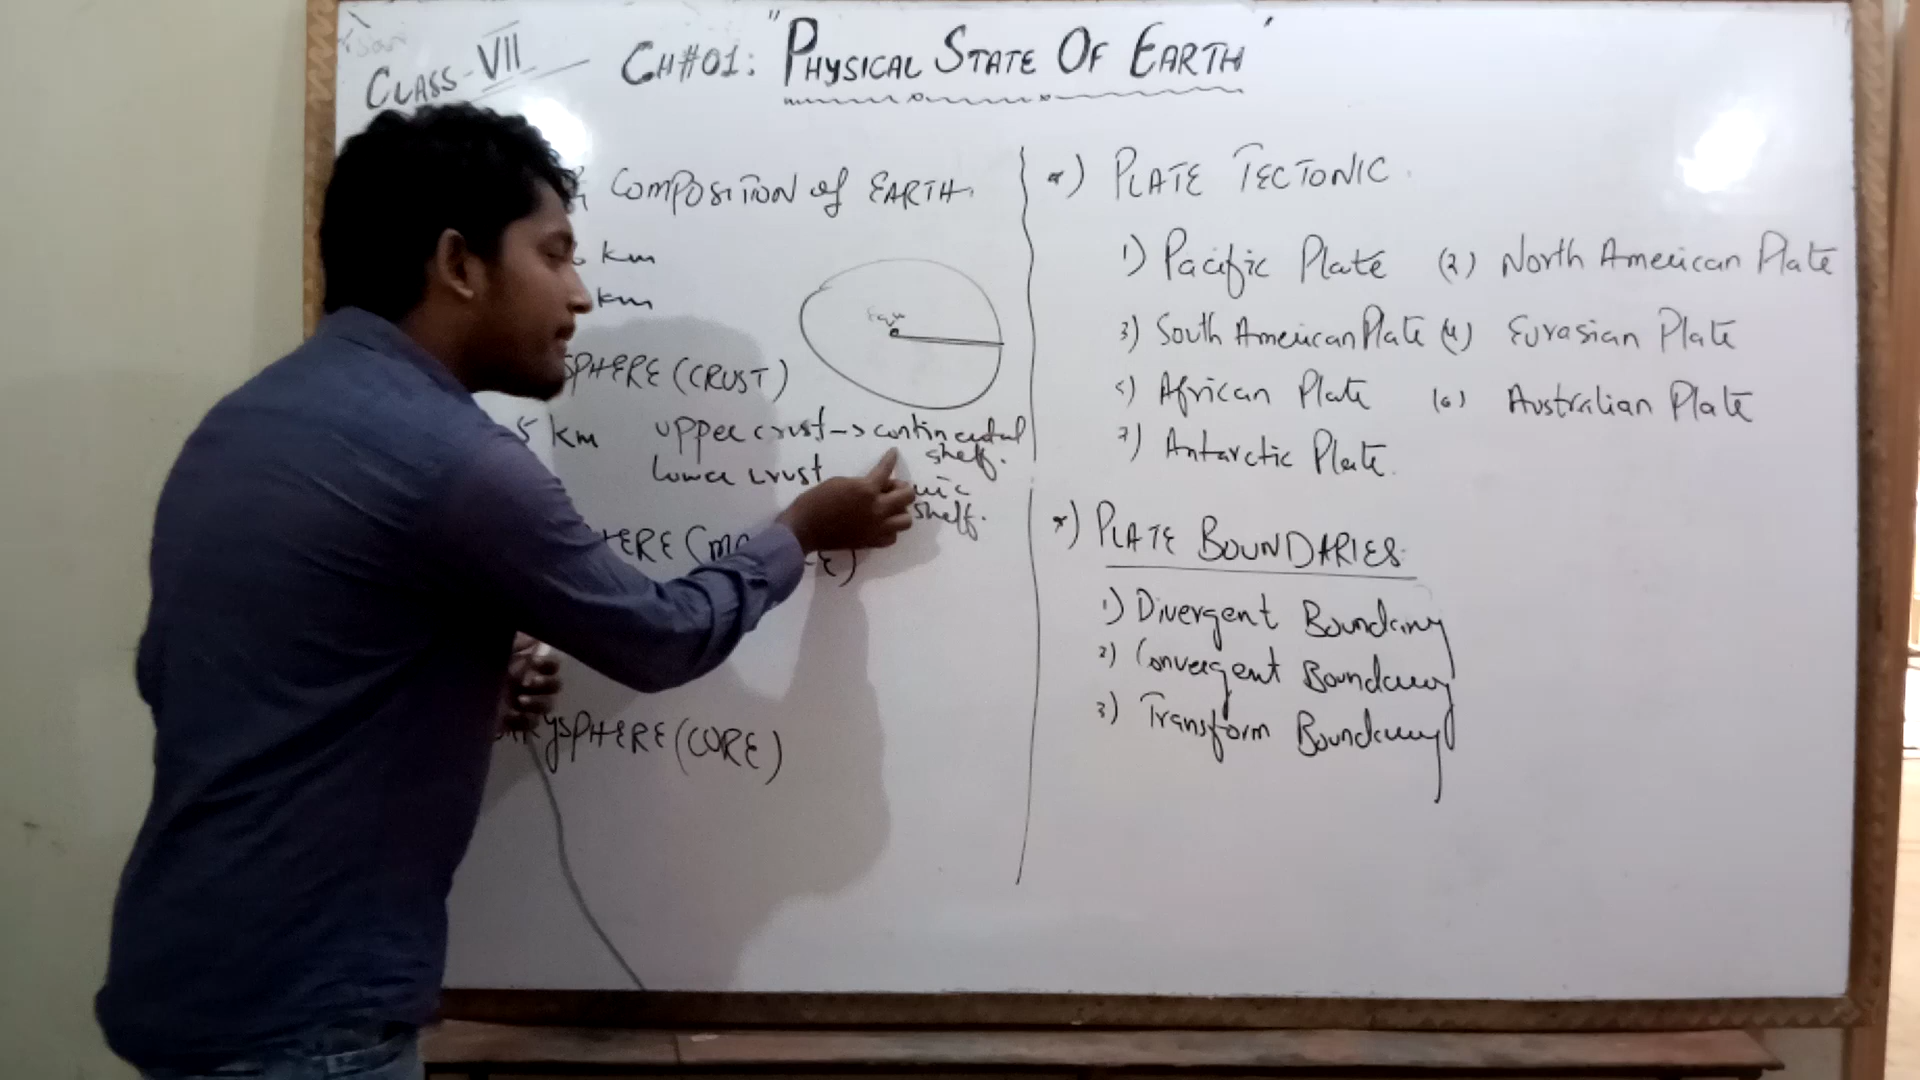 CLASS-VII
CH#01: "PHYSICAL STATE OF EARTH"
& COMPOSITION of EARTH.
km
km
Equ
SPHERE (CRUST)
5 km upper crust -> continental
shelf.
lower crust
shelf.
HERE (
SPHERE (CORE)
*) PLATE TECTONIC.
1) Pacific Plate (2) North American Plate
3) South American Plate (4) Eurasian Plate
5) African Plate (6) Australian Plate
7) Antarctic Plate.
*) PLATE BOUNDARIES:
1) Divergent Boundary
2) Convergent Boundary
3) Transform Boundary